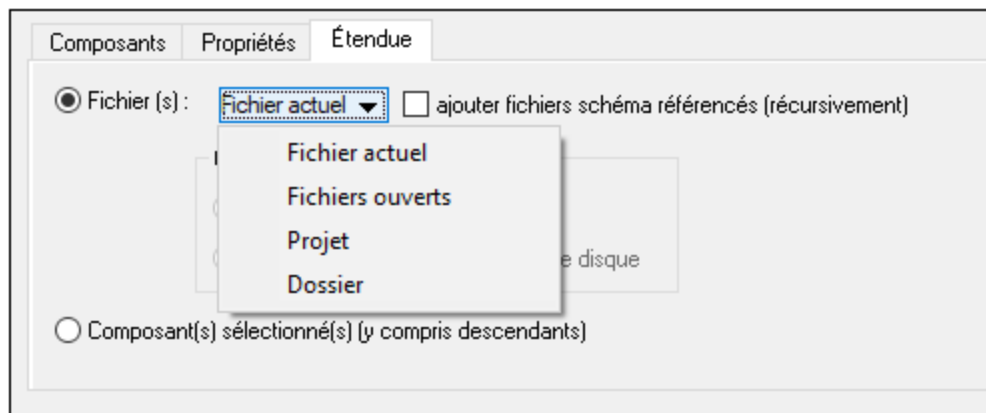 Composants Propriétés Étendue
Fichier (s) : Fichier actuel ajouter fichiers schéma référencés (récursivement)
Fichier actuel
Fichiers ouverts
Projet
Dossier
disque
Composant(s) sélectionné(s) (y compris descendants)